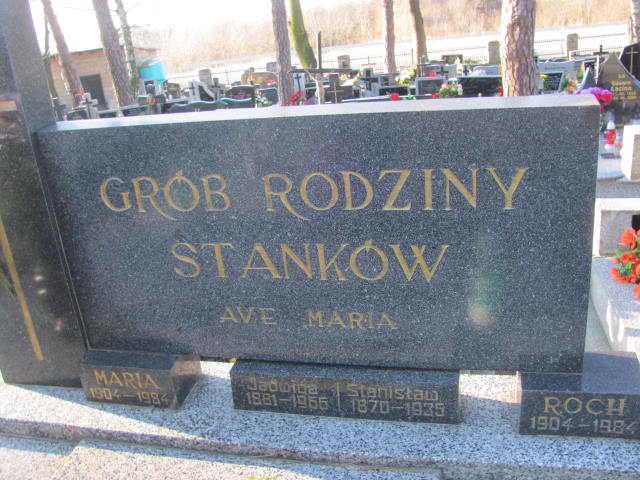 GRÓB RODZINY
STANKÓW
AVE MARIA
MARIA
1904-1984
Jadwiga | Stanisław
1881-1966 | 1870-1935
ROCH
1904-1984